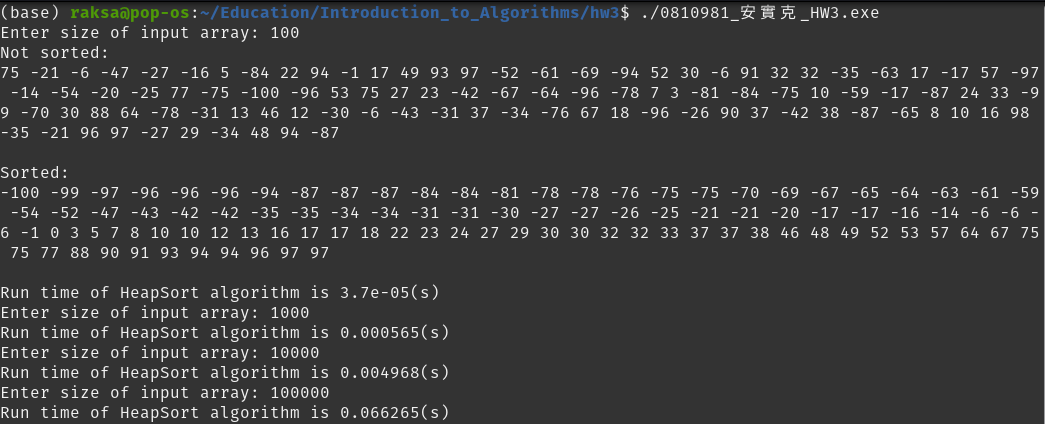 (base) raksa@pop-os:~/Education/Introduction_to_Algorithms/hw3$ ./0810981_安實克_HW3.exe
Enter size of input array: 100
Not sorted:
75 -21 -6 -47 -27 -16 5 -84 22 94 -1 17 49 93 97 -52 -61 -69 -94 52 30 -6 91 32 32 -35 -63 17 -17 57 -97
 -14 -54 -20 -25 77 -75 -100 -96 53 75 27 23 -42 -67 -64 -96 -78 7 3 -81 -84 -75 10 -59 -17 -87 24 33 -9
9 -70 30 88 64 -78 -31 13 46 12 -30 -6 -43 -31 37 -34 -76 67 18 -96 -26 90 37 -42 38 -87 -65 8 10 16 98
-35 -21 96 97 -27 29 -34 48 94 -87

Sorted:
-100 -99 -97 -96 -96 -96 -94 -87 -87 -87 -84 -84 -81 -78 -78 -76 -75 -75 -70 -69 -67 -65 -64 -63 -61 -59
 -54 -52 -47 -43 -42 -42 -35 -35 -34 -34 -31 -31 -30 -27 -27 -26 -25 -21 -21 -20 -17 -17 -16 -14 -6 -6 -
6 -1 0 3 5 7 8 10 10 12 13 16 17 17 18 22 23 24 27 29 30 30 32 32 33 37 37 38 46 48 49 52 53 57 64 67 75
 75 77 88 90 91 93 94 94 96 97 97

Run time of HeapSort algorithm is 3.7e-05(s)
Enter size of input array: 1000
Run time of HeapSort algorithm is 0.000565(s)
Enter size of input array: 10000
Run time of HeapSort algorithm is 0.004968(s)
Enter size of input array: 100000
Run time of HeapSort algorithm is 0.066265(s)